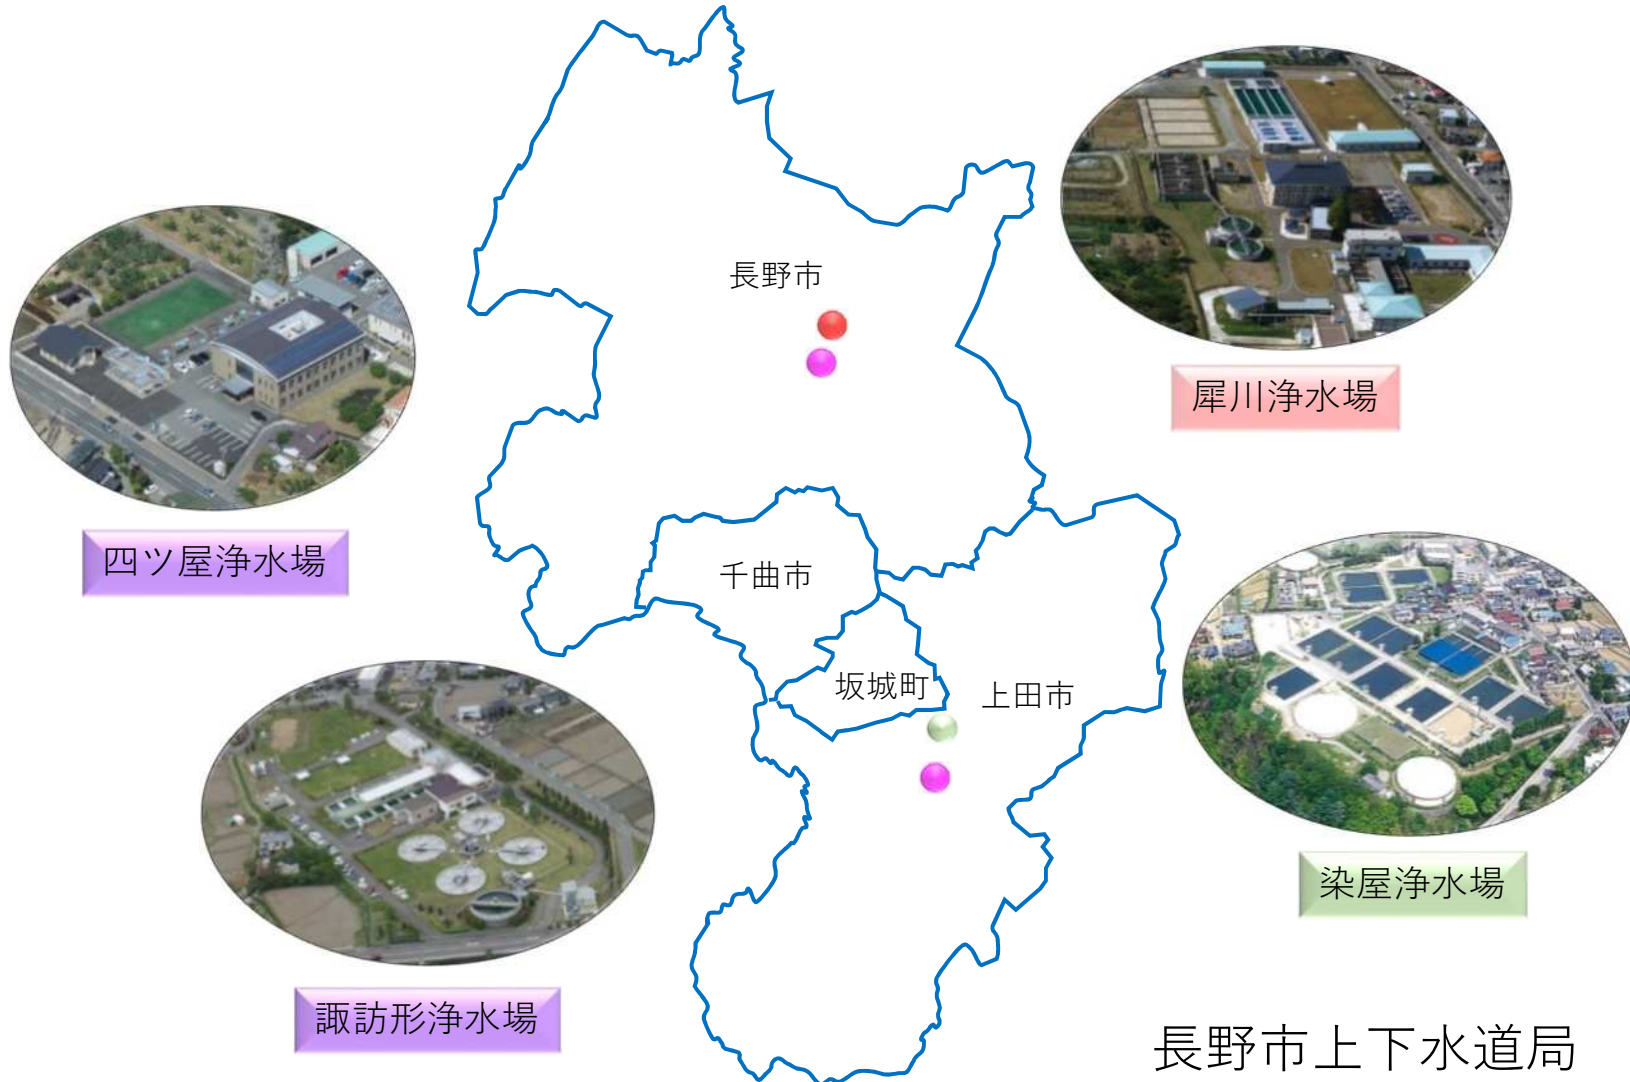 長野市
犀川浄水場
四ツ屋浄水場
千曲市
坂城町
上田市
染屋浄水場
諏訪形浄水場
長野市上下水道局